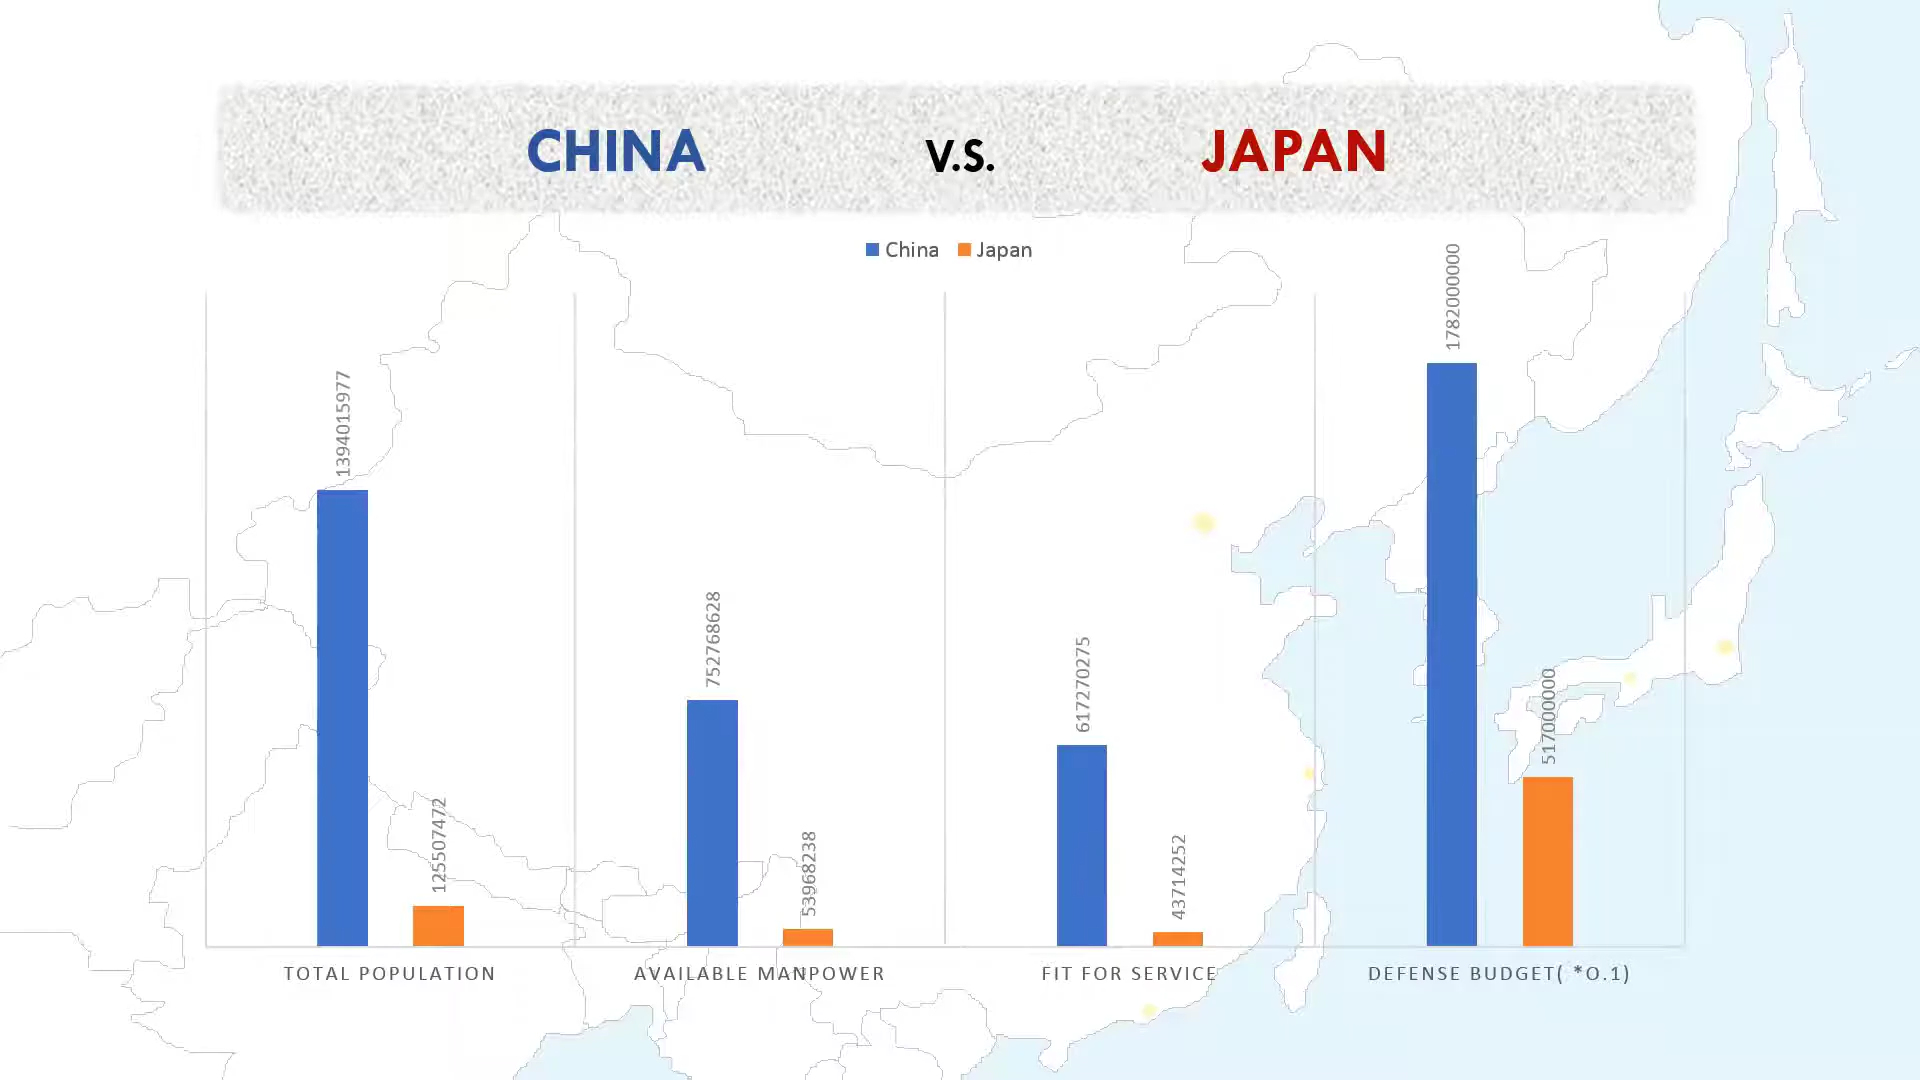 CHINA V.S. JAPAN
China Japan
1394015977
125507472
752768628
53968238
617270275
43714252
1782000000
517000000
TOTAL POPULATION
AVAILABLE MANPOWER
FIT FOR SERVICE
DEFENSE BUDGET( *O.1)